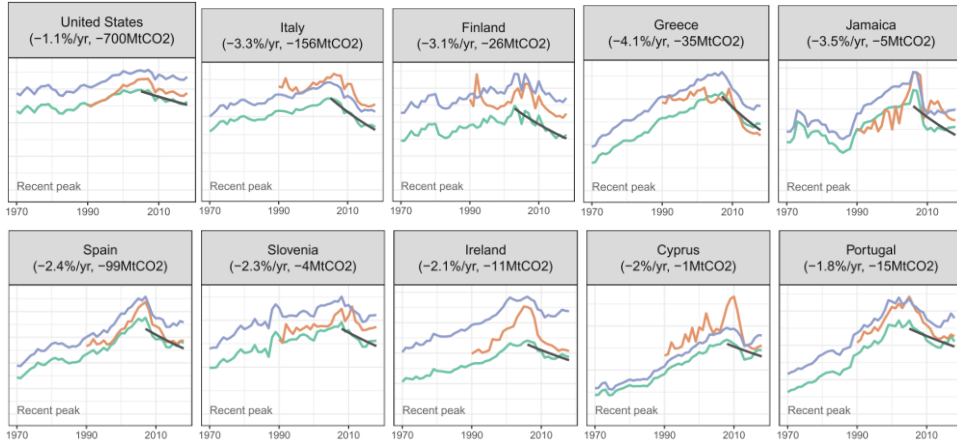 United States
(−1.1%/yr, −700MtCO2)
Italy
(−3.3%/yr, −156MtCO2)
Finland
(−3.1%/yr, −26MtCO2)
Greece
(−4.1%/yr, −35MtCO2)
Jamaica
(−3.5%/yr, −5MtCO2)
Recent peak
Recent peak
Recent peak
Recent peak
Recent peak
1970 1990 2010
1970 1990 2010
1970 1990 2010
1970 1990 2010
1970 1990 2010
Spain
(−2.4%/yr, −99MtCO2)
Slovenia
(−2.3%/yr, −4MtCO2)
Ireland
(−2.1%/yr, −11MtCO2)
Cyprus
(−2%/yr, −1MtCO2)
Portugal
(−1.8%/yr, −15MtCO2)
Recent peak
Recent peak
Recent peak
Recent peak
Recent peak
1970 1990 2010
1970 1990 2010
1970 1990 2010
1970 1990 2010
1970 1990 2010